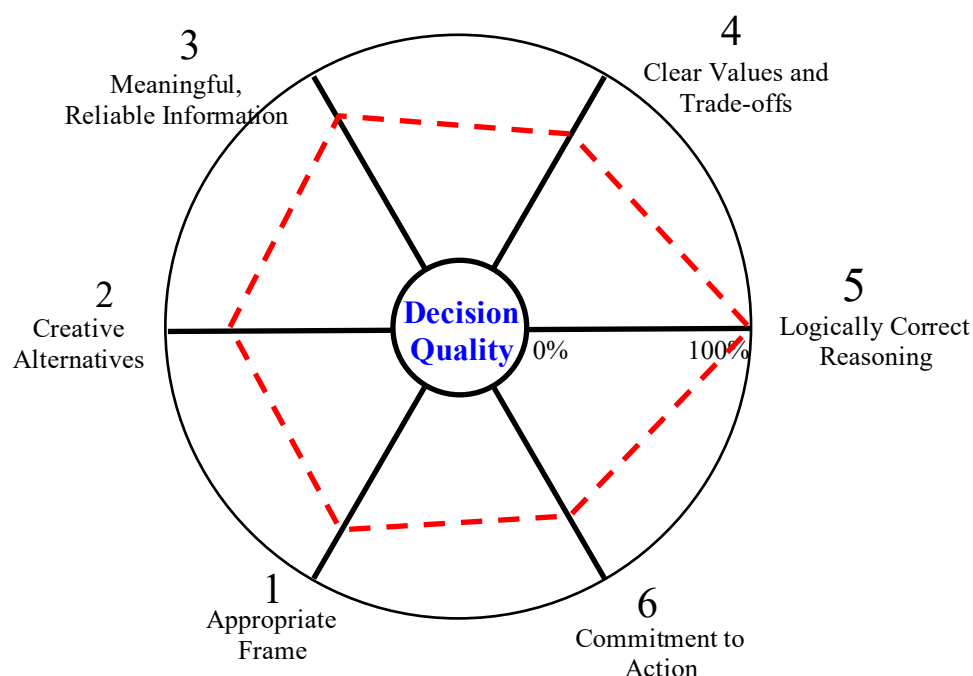 3
Meaningful,
Reliable Information
4
Clear Values and
Trade-offs
2
Creative
Alternatives
Decision
Quality
0%
100%
5
Logically Correct
Reasoning
1
Appropriate
Frame
6
Commitment to
Action